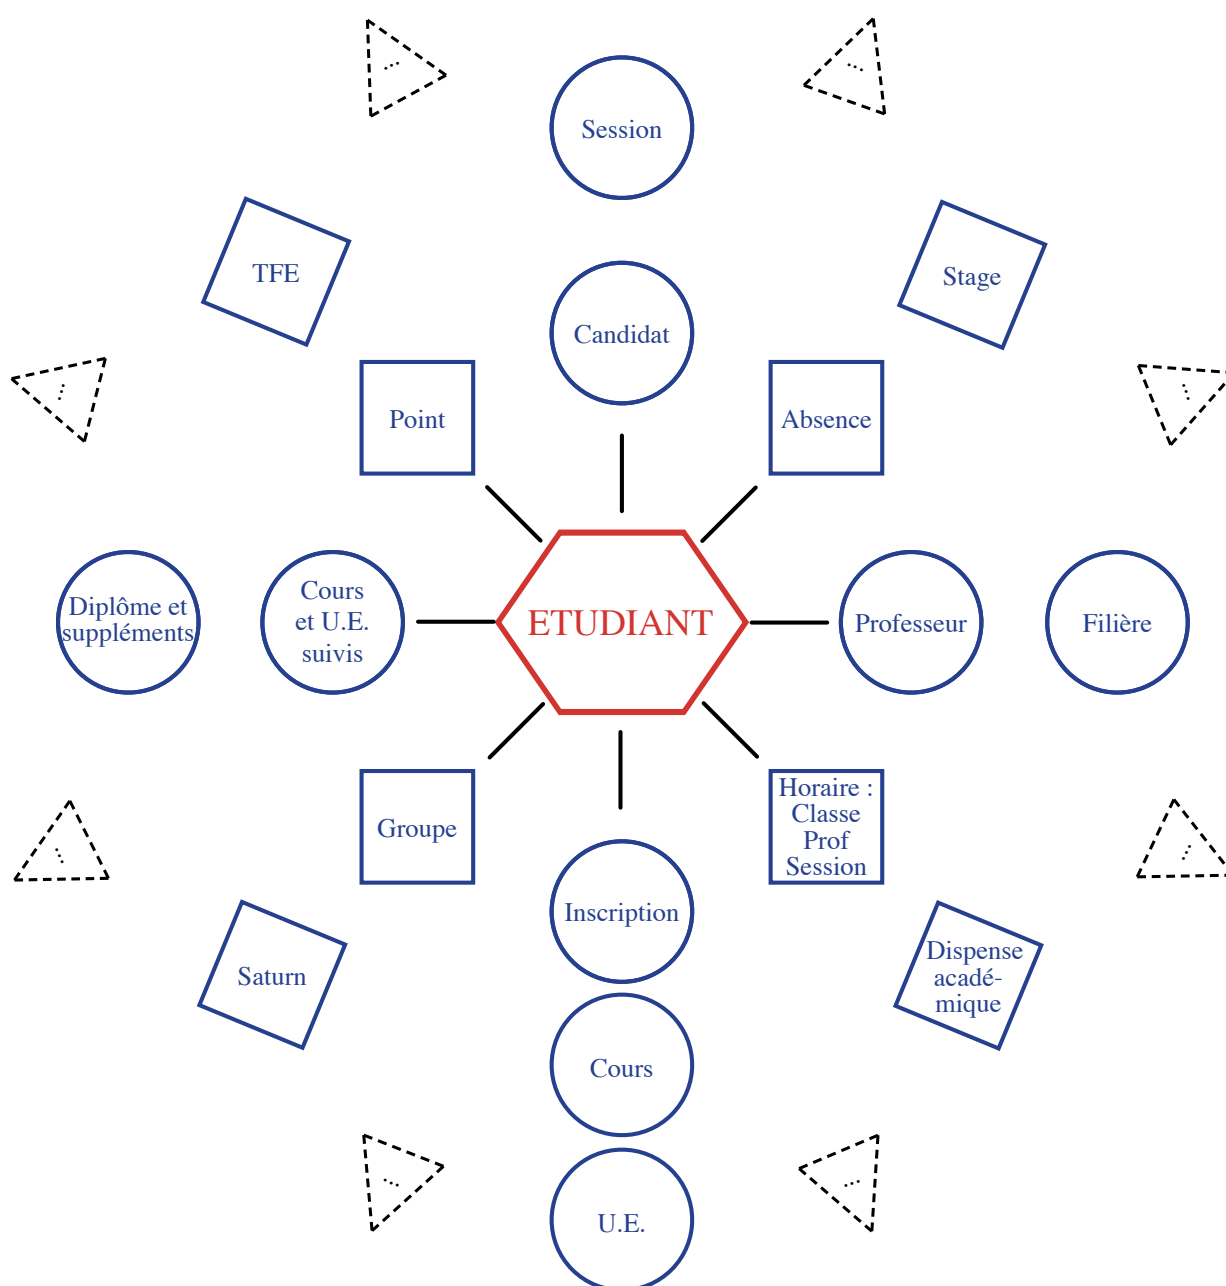 Session
TFE
Stage
Candidat
Point
Absence
Diplôme et
suppléments
Cours
et U.E.
suivis
ETUDIANT
Professeur
Filière
Groupe
Horaire :
Classe
Prof
Session
Inscription
Saturn
Dispense
acadé-
mique
Cours
U.E.